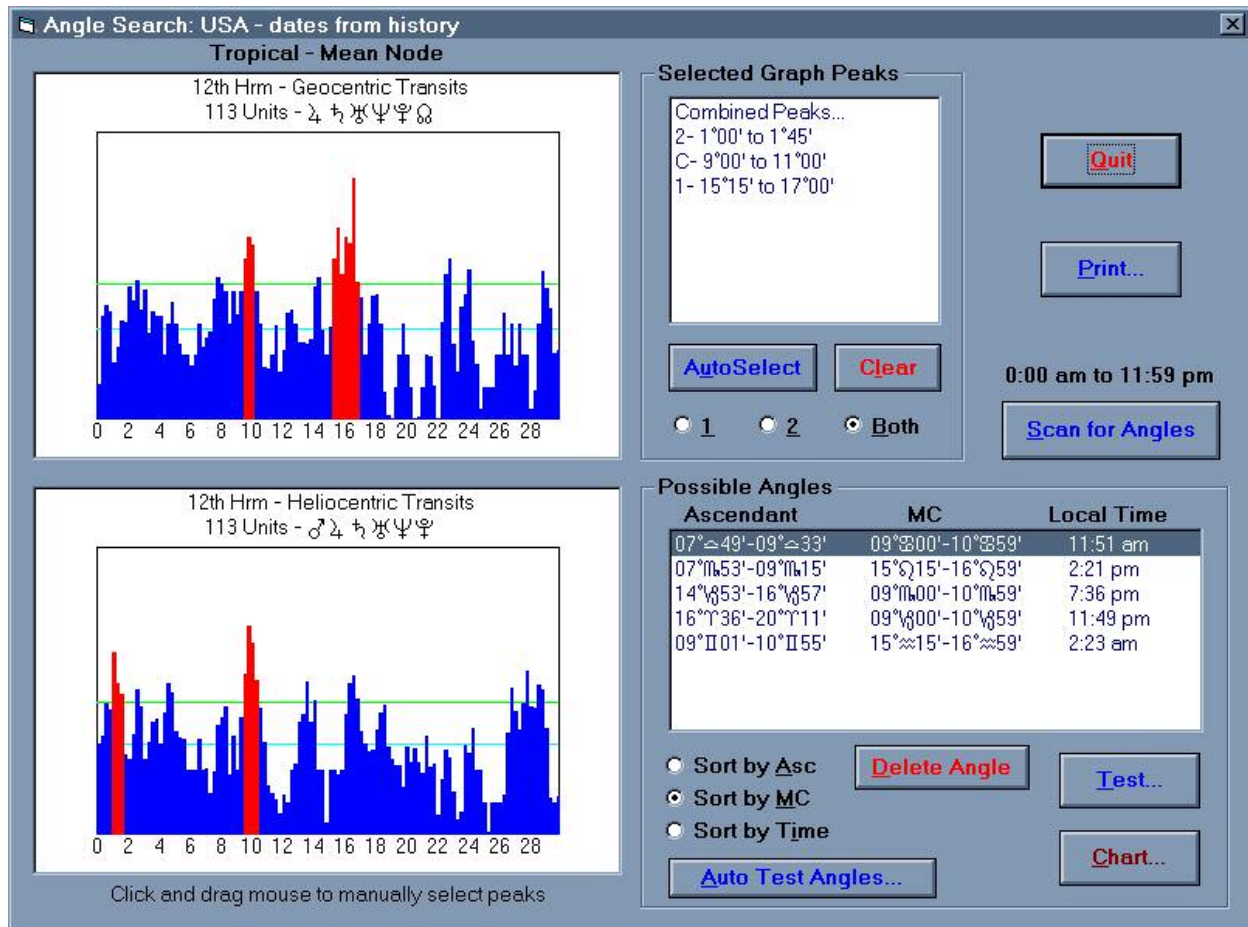 Angle Search: USA - dates from history
Tropical - Mean Node
12th Hrm - Geocentric Transits
113 Units - ♃ ♄ ♅ ♆ ♇ ☊
0 2 4 6 8 10 12 14 16 18 20 22 24 26 28
12th Hrm - Heliocentric Transits
113 Units - ♂ ♃ ♄ ♅ ♆ ♇
0 2 4 6 8 10 12 14 16 18 20 22 24 26 28
Click and drag mouse to manually select peaks
Selected Graph Peaks
Combined Peaks...
2- 1°00' to 1°45'
C- 9°00' to 11°00'
1- 15°15' to 17°00'
AutoSelect Clear
1 2 Both
Quit
Print...
0:00 am to 11:59 pm
Scan for Angles
Possible Angles
Ascendant MC Local Time
07°♎49'-09°♎33' 09°♋00'-10°♋59' 11:51 am
07°♏53'-09°♏15' 15°♌15'-16°♌59' 2:21 pm
14°♑53'-16°♑57' 09°♏00'-10°♏59' 7:36 pm
16°♈36'-20°♈11' 09°♑00'-10°♑59' 11:49 pm
09°♊01'-10°♊55' 15°♒15'-16°♒59' 2:23 am
Sort by Asc
Sort by MC
Sort by Time
Delete Angle
Test...
Auto Test Angles...
Chart...